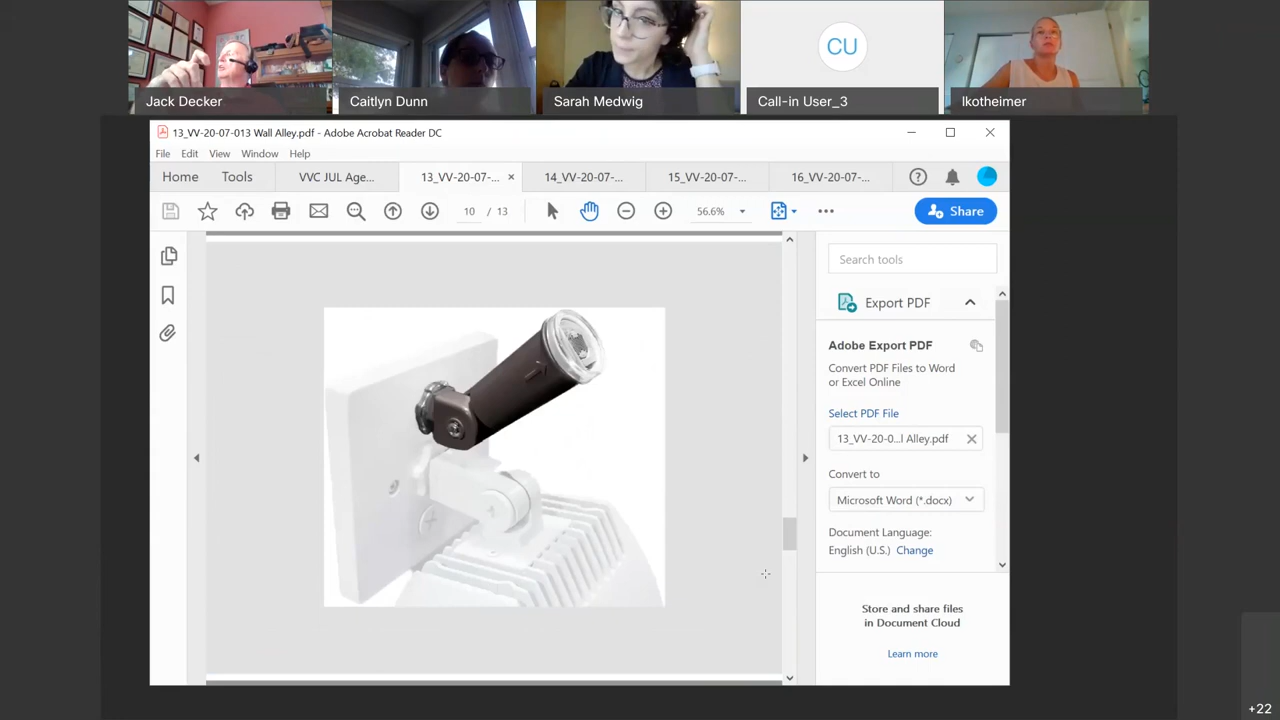 CU
Jack Decker
Caitlyn Dunn
Sarah Medwig
Call-in User_3
lkotheimer
13_VV-20-07-013 Wall Alley.pdf - Adobe Acrobat Reader DC
File Edit View Window Help
Home Tools VVC JUL Age... 13_VV-20-07-... × 14_VV-20-07-... 15_VV-20-07-... 16_VV-20-07-...
10 / 13 56.6% Share
Search tools
Export PDF
Adobe Export PDF
Convert PDF Files to Word
or Excel Online
Select PDF File
13_VV-20-0...l Alley.pdf
Convert to
Microsoft Word (*.docx)
Document Language:
English (U.S.) Change
Store and share files
in Document Cloud
Learn more
+22